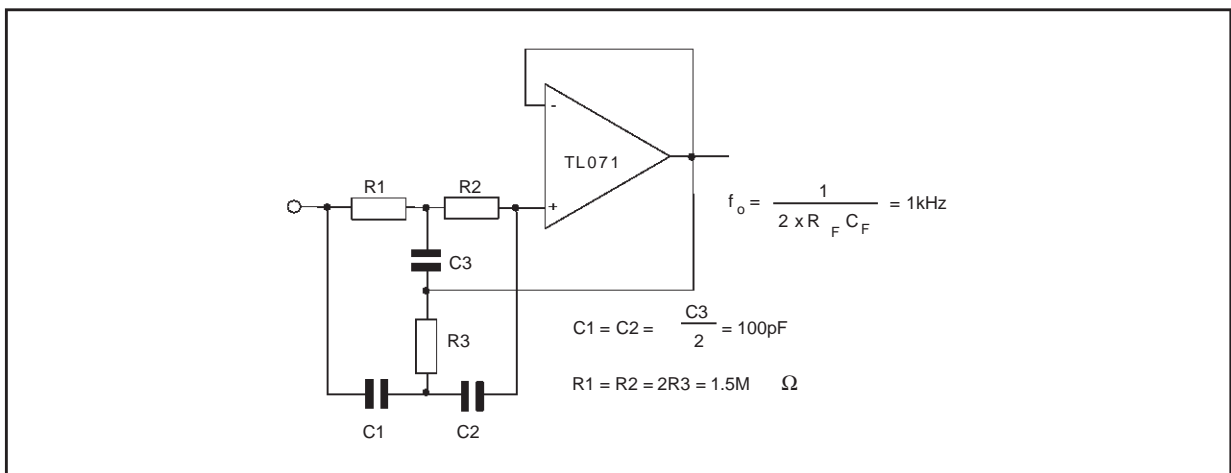 -
TL071
R1
R2
+
f o = 1 / 2 x R F C F = 1kHz
C3
C1 = C2 = C3 / 2 = 100pF
R3
R1 = R2 = 2R3 = 1.5M Ω
C1
C2